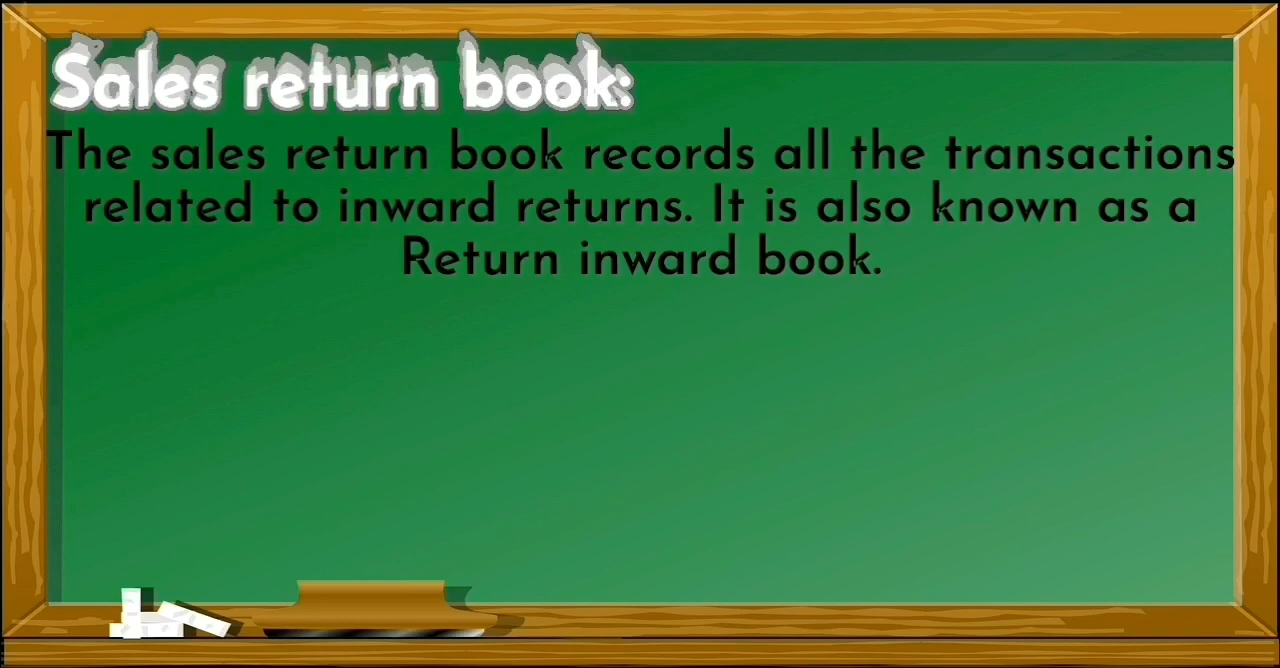 Sales return book:
The sales return book records all the transactions
related to inward returns. It is also known as a
Return inward book.